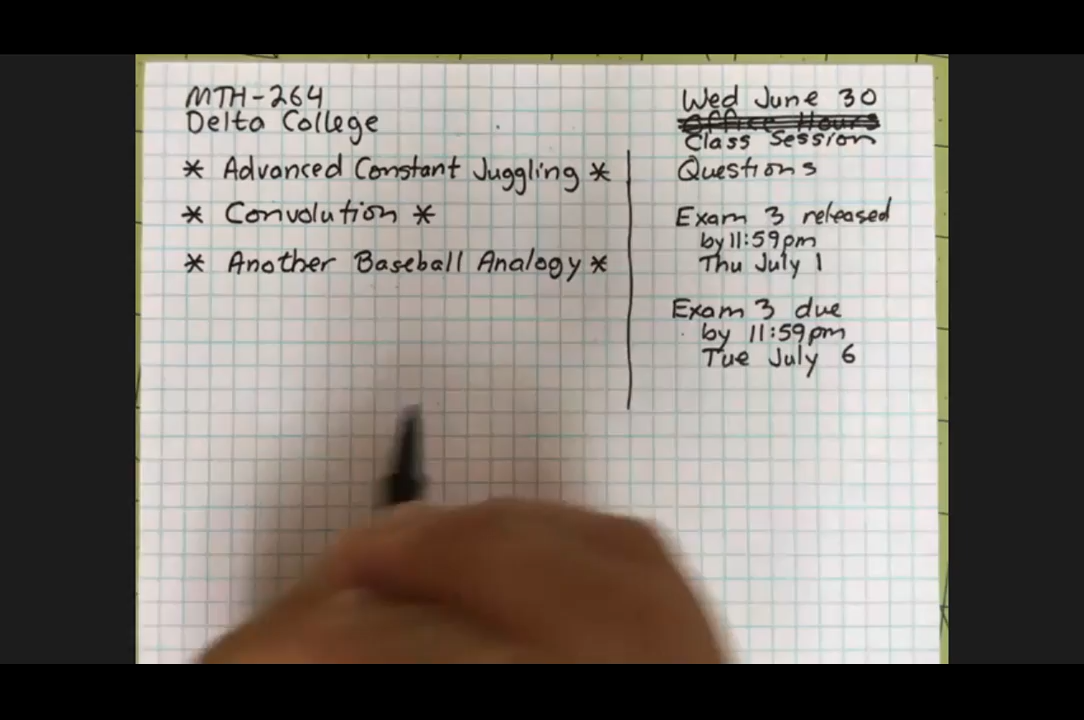 MTH-264
Delta College
* Advanced Constant Juggling *
* Convolution *
* Another Baseball Analogy *
Wed June 30
Office Hours
Class Session
Questions
Exam 3 released
by 11:59pm
Thu July 1
Exam 3 due
by 11:59pm
Tue July 6